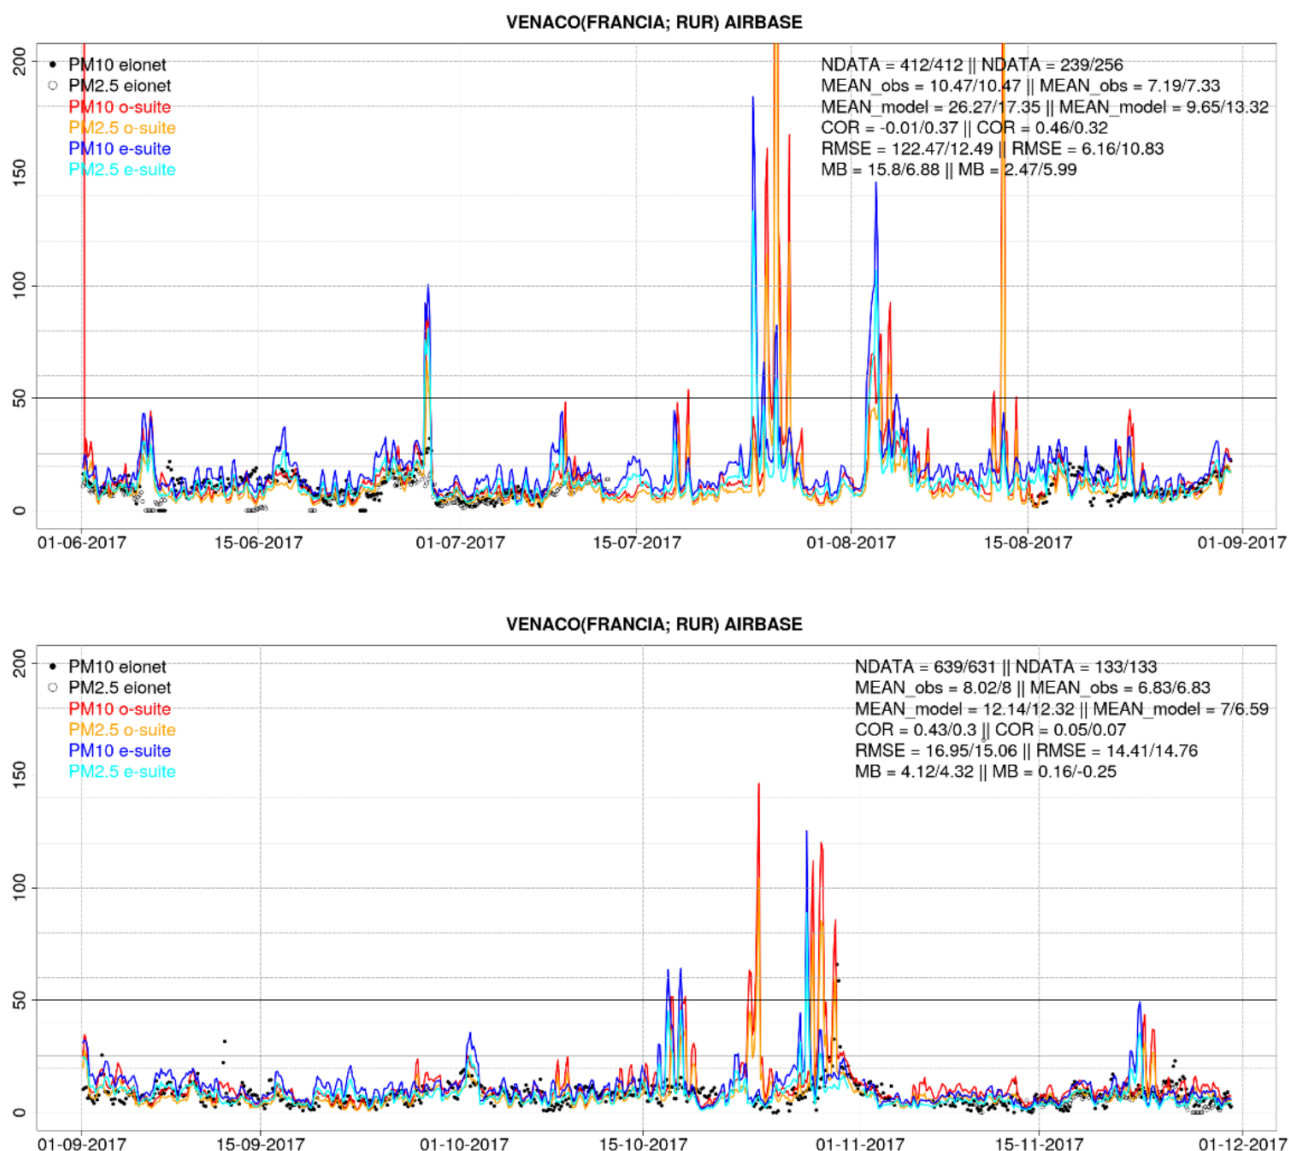 VENACO(FRANCIA; RUR) AIRBASE
PM10 eionet
PM2.5 eionet
PM10 o-suite
PM2.5 o-suite
PM10 e-suite
PM2.5 e-suite
NDATA = 412/412 || NDATA = 239/256
MEAN_obs = 10.47/10.47 || MEAN_obs = 7.19/7.33
MEAN_model = 26.27/17.35 || MEAN_model = 9.65/13.32
COR = -0.01/0.37 || COR = 0.46/0.32
RMSE = 122.47/12.49 || RMSE = 6.16/10.83
MB = 15.8/6.88 || MB = 2.47/5.99
200
150
100
50
0
01-06-2017 15-06-2017 01-07-2017 15-07-2017 01-08-2017 15-08-2017 01-09-2017
VENACO(FRANCIA; RUR) AIRBASE
PM10 eionet
PM2.5 eionet
PM10 o-suite
PM2.5 o-suite
PM10 e-suite
PM2.5 e-suite
NDATA = 639/631 || NDATA = 133/133
MEAN_obs = 8.02/8 || MEAN_obs = 6.83/6.83
MEAN_model = 12.14/12.32 || MEAN_model = 7/6.59
COR = 0.43/0.3 || COR = 0.05/0.07
RMSE = 16.95/15.06 || RMSE = 14.41/14.76
MB = 4.12/4.32 || MB = 0.16/-0.25
200
150
100
50
0
01-09-2017 15-09-2017 01-10-2017 15-10-2017 01-11-2017 15-11-2017 01-12-2017